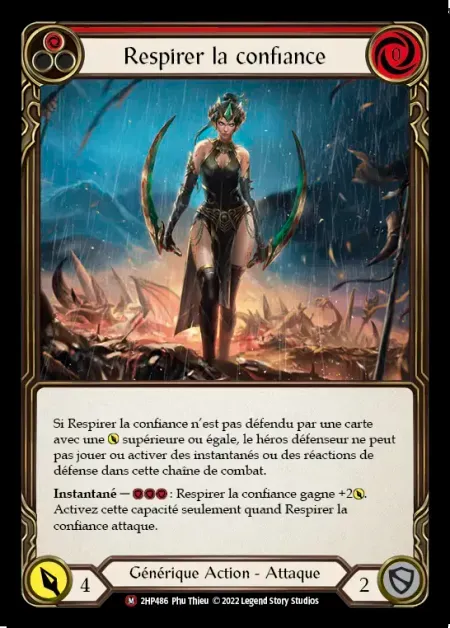 Respirer la confiance
0
Si Respirer la confiance n'est pas défendu par une carte
avec une supérieure ou égale, le héros défenseur ne peut
pas jouer ou activer des instantanés ou des réactions de
défense dans cette chaîne de combat.
Instantané — : Respirer la confiance gagne +2.
Activez cette capacité seulement quand Respirer la
confiance attaque.
4
Générique Action - Attaque
2
M 2HP486 Phu Thieu © 2022 Legend Story Studios